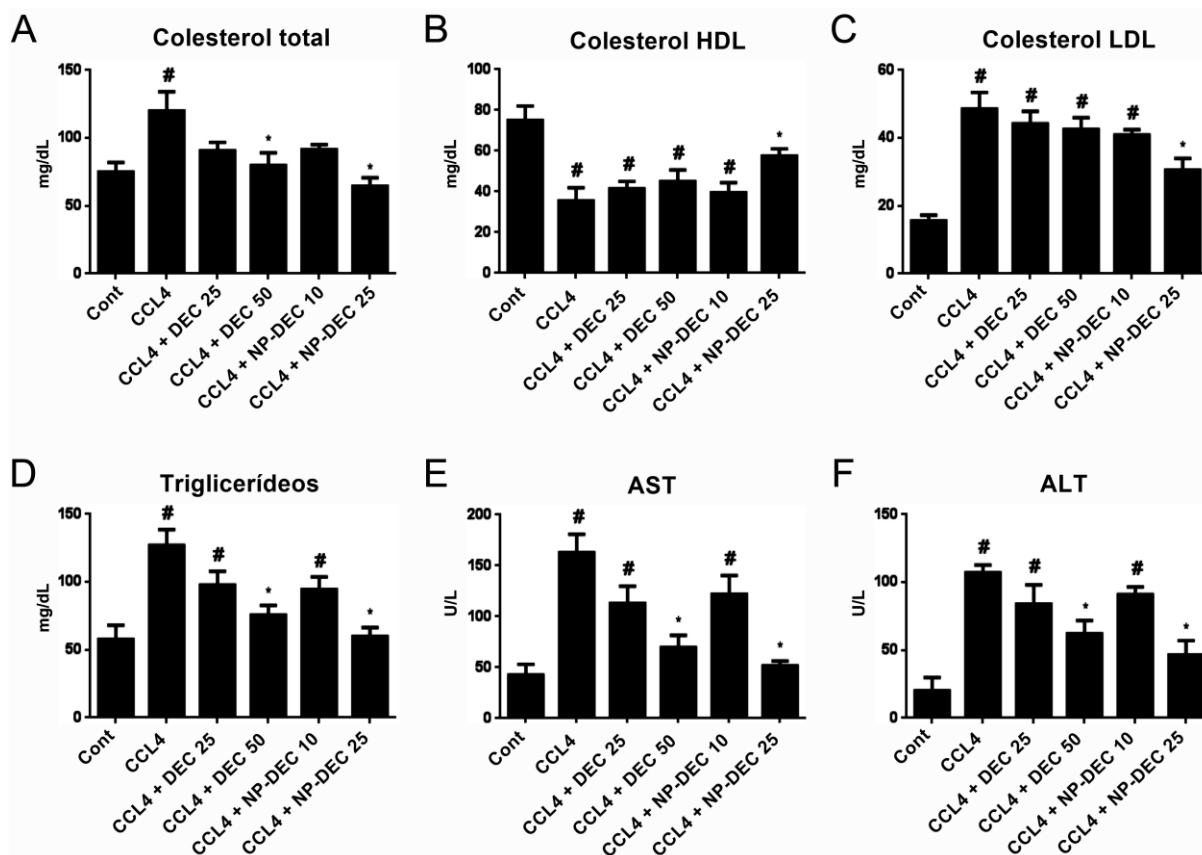 A
Colesterol total
mg/dL
150
100
50
0
#
*
*
Cont
CCL4
CCL4 + DEC 25
CCL4 + DEC 50
CCL4 + NP-DEC 10
CCL4 + NP-DEC 25
B
Colesterol HDL
mg/dL
100
80
60
40
20
0
#
#
#
#
*
Cont
CCL4
CCL4 + DEC 25
CCL4 + DEC 50
CCL4 + NP-DEC 10
CCL4 + NP-DEC 25
C
Colesterol LDL
mg/dL
60
40
20
0
#
#
#
#
*
Cont
CCL4
CCL4 + DEC 25
CCL4 + DEC 50
CCL4 + NP-DEC 10
CCL4 + NP-DEC 25
D
Triglicerídeos
mg/dL
150
100
50
0
#
#
*
#
*
Cont
CCL4
CCL4 + DEC 25
CCL4 + DEC 50
CCL4 + NP-DEC 10
CCL4 + NP-DEC 25
E
AST
U/L
200
150
100
50
0
#
#
*
#
*
Cont
CCL4
CCL4 + DEC 25
CCL4 + DEC 50
CCL4 + NP-DEC 10
CCL4 + NP-DEC 25
F
ALT
U/L
150
100
50
0
#
#
*
#
*
Cont
CCL4
CCL4 + DEC 25
CCL4 + DEC 50
CCL4 + NP-DEC 10
CCL4 + NP-DEC 25